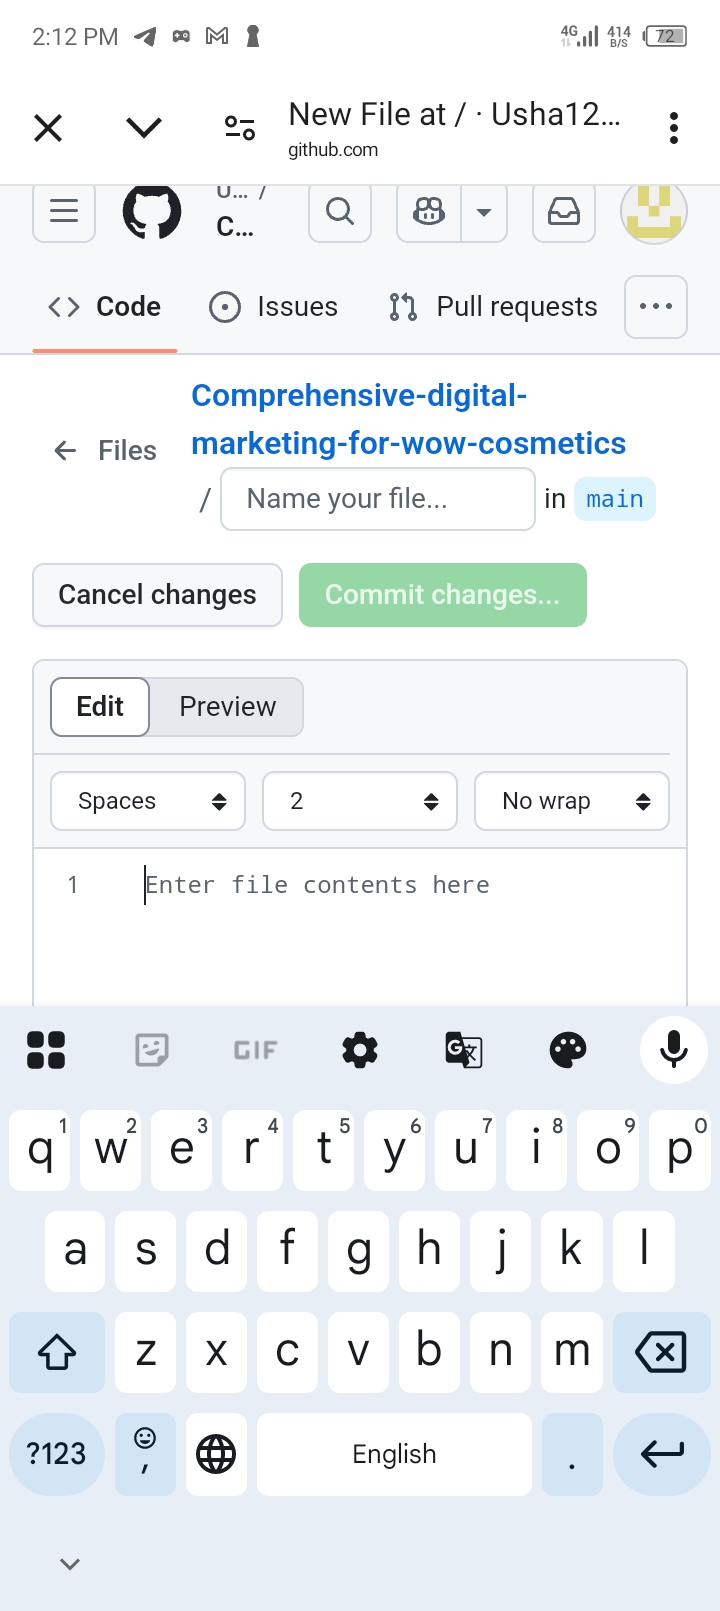 2:12 PM 4G 414 B/S 72
New File at / · Usha12...
github.com
U... /
C...
Code Issues Pull requests
Comprehensive-digital-
marketing-for-wow-cosmetics
Files
/ Name your file... in main
Cancel changes Commit changes...
Edit Preview
Spaces 2 No wrap
1 Enter file contents here
GIF G文
q1 w2 e3 r4 t5 y6 u7 i8 o9 p0
a s d f g h j k l
z x c v b n m
?123 , English .